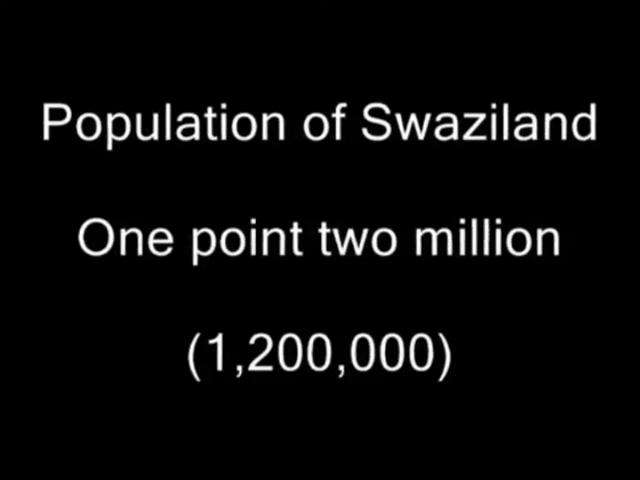 Population of Swaziland
One point two million
(1,200,000)